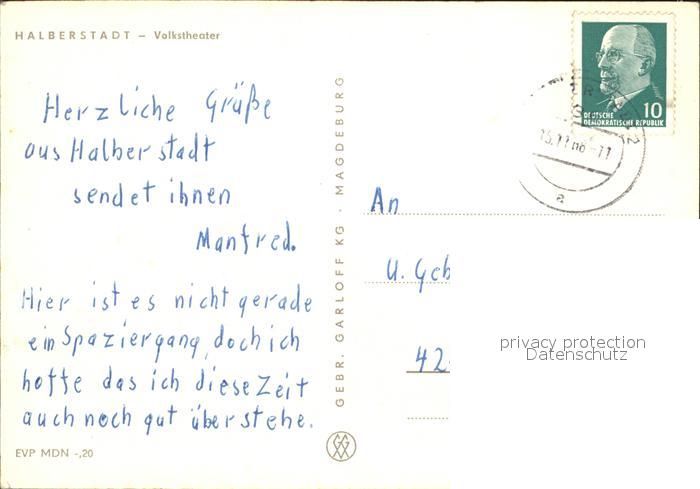 HALBERSTADT – Volkstheater
Herzliche Grüße
aus Halberstadt
sendet ihnen
Manfred.
Hier ist es nicht gerade
ein Spaziergang, doch ich
hoffe das ich diese Zeit
auch noch gut überstehe.
EVP MDN -,20
GEBR. GARLOFF KG · MAGDEBURG
10
DEUTSCHE
DEMOKRATISCHE REPUBLIK
a
An
U. Geb
42
privacy protection
Datenschutz